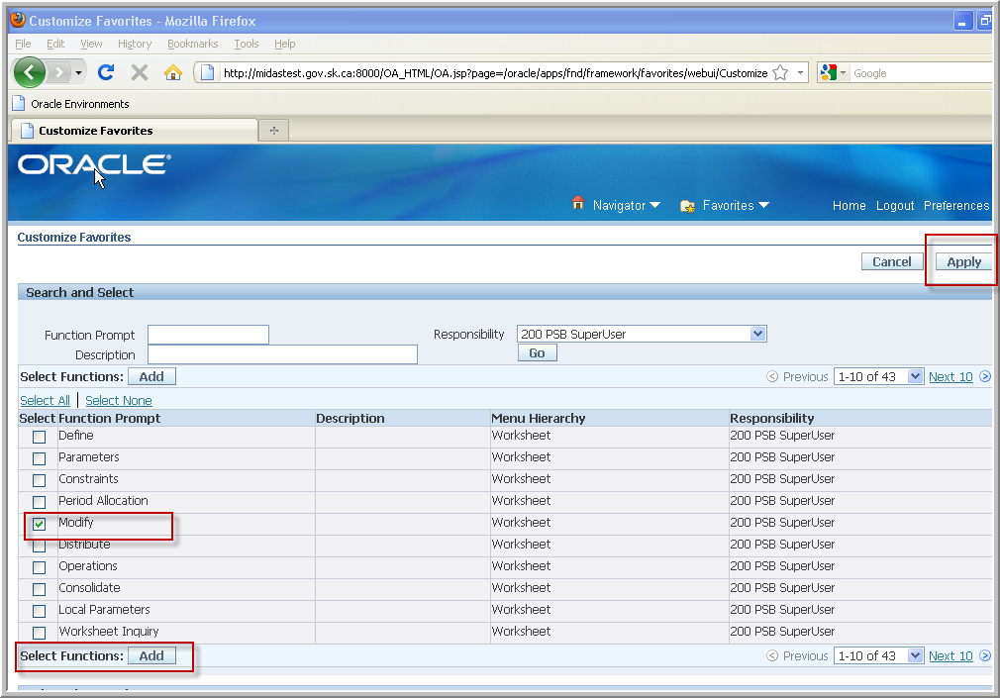 Customize Favorites - Mozilla Firefox
File Edit View History Bookmarks Tools Help
http://midastest.gov.sk.ca:8000/OA_HTML/OA.jsp?page=/oracle/apps/fnd/framework/favorites/webui/Customize Google
Oracle Environments
Customize Favorites
ORACLE®
Navigator Favorites Home Logout Preferences
Customize Favorites
Cancel Apply
Search and Select
Function Prompt Responsibility 200 PSB SuperUser
Description Go
Select Functions: Add Previous 1-10 of 43 Next 10
Select All | Select None
Select Function Prompt Description Menu Hierarchy Responsibility
Define Worksheet 200 PSB SuperUser
Parameters Worksheet 200 PSB SuperUser
Constraints Worksheet 200 PSB SuperUser
Period Allocation Worksheet 200 PSB SuperUser
Modify Worksheet 200 PSB SuperUser
Distribute Worksheet 200 PSB SuperUser
Operations Worksheet 200 PSB SuperUser
Consolidate Worksheet 200 PSB SuperUser
Local Parameters Worksheet 200 PSB SuperUser
Worksheet Inquiry Worksheet 200 PSB SuperUser
Select Functions: Add Previous 1-10 of 43 Next 10